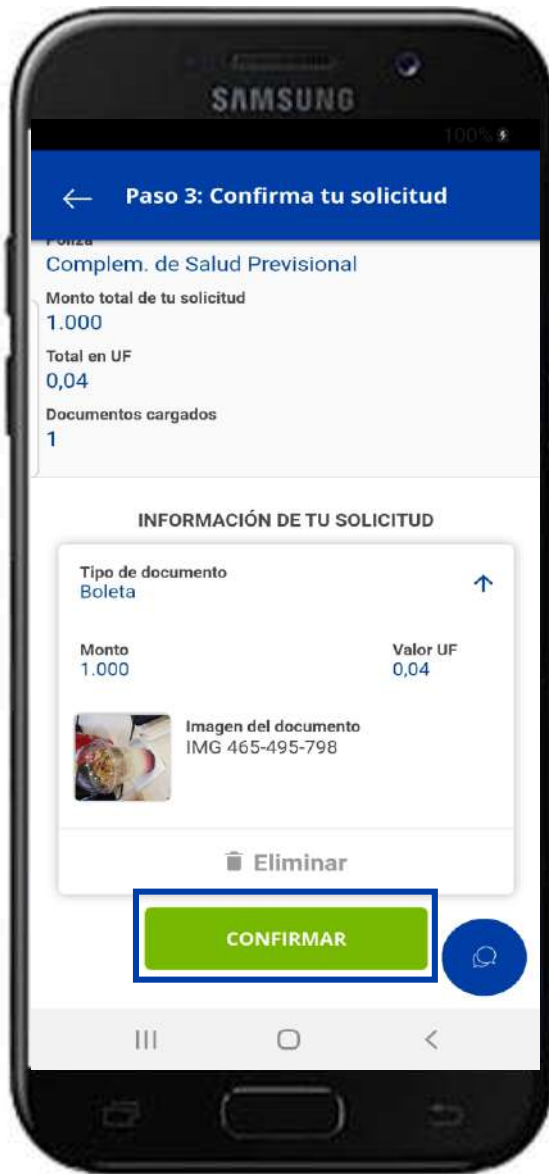 SAMSUNG
100%
Paso 3: Confirma tu solicitud
Póliza
Complem. de Salud Previsional
Monto total de tu solicitud
1.000
Total en UF
0,04
Documentos cargados
1
INFORMACIÓN DE TU SOLICITUD
Tipo de documento
Boleta
Monto
1.000
Valor UF
0,04
Imagen del documento
IMG 465-495-798
Eliminar
CONFIRMAR